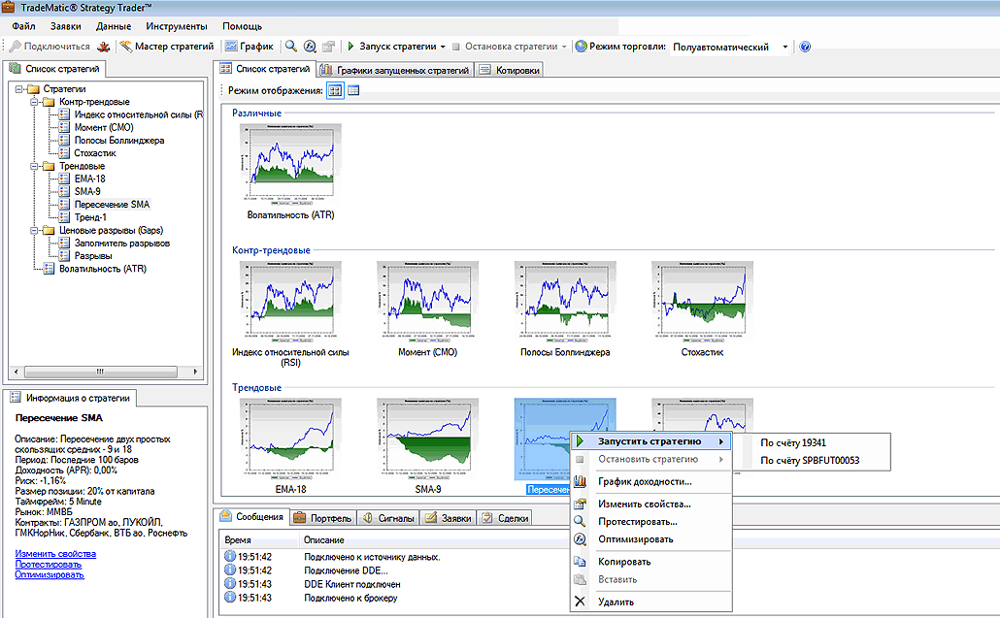 TradeMatic® Strategy Trader™
Файл Заявки Данные Инструменты Помощь
Подключиться Мастер стратегий График Запуск стратегии Остановка стратегии Режим торговли: Полуавтоматический
Список стратегий
Стратегии
Контр-трендовые
Индекс относительной силы (R
Момент (CMO)
Полосы Боллинджера
Стохастик
Трендовые
EMA-18
SMA-9
Пересечение SMA
Тренд-1
Ценовые разрывы (Gaps)
Заполнитель разрывов
Разрывы
Волатильность (ATR)
Информация о стратегии
Пересечение SMA
Описание: Пересечение двух простых
скользящих средних - 9 и 18
Период: Последние 100 баров
Доходность (APR): 0,00%
Риск: -1,16%
Размер позиции: 20% от капитала
Таймфрейм: 5 Minute
Рынок: ММВБ
Контракты: ГАЗПРОМ ао, ЛУКОЙЛ,
ГМКНорНик, Сбербанк, ВТБ ао, Роснефть
Изменить свойства
Протестировать
Оптимизировать
Список стратегий Графики запущенных стратегий Котировки
Режим отображения:
Различные
Волатильность (ATR)
Контр-трендовые
Индекс относительной силы
(RSI)
Момент (CMO)
Полосы Боллинджера
Стохастик
Трендовые
EMA-18
SMA-9
Пересечен
Запустить стратегию
Остановить стратегию
График доходности...
Изменить свойства...
Протестировать...
Оптимизировать
Копировать
Вставить
Удалить
По счёту 19341
По счёту SPBFUT00053
Сообщения Портфель Сигналы Заявки Сделки
Время Описание
19:51:42 Подключено к источнику данных.
19:51:42 Подключение DDE...
19:51:43 DDE Клиент подключен
19:51:43 Подключено к брокеру